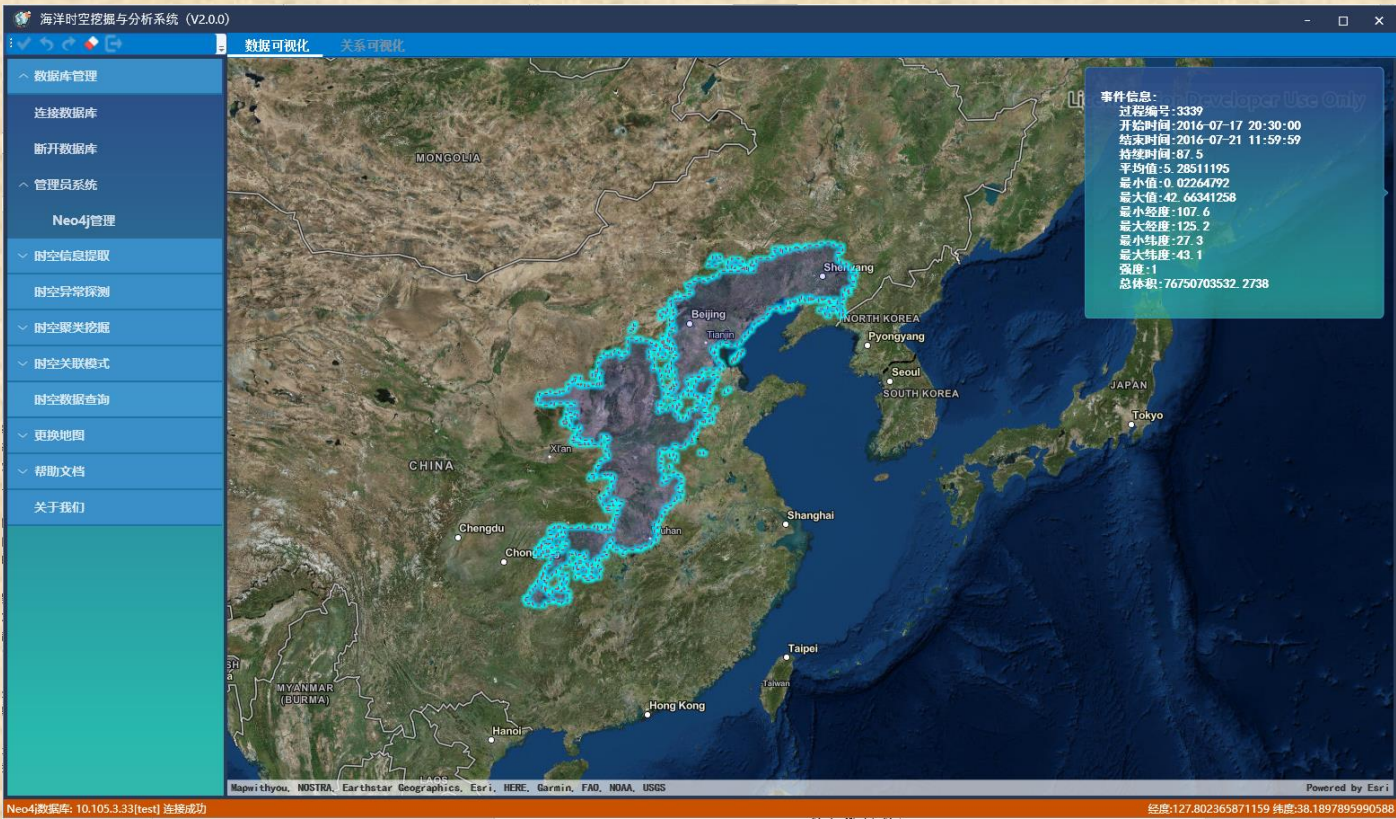 海洋时空挖掘与分析系统（V2.0.0）
数据可视化 关系可视化
数据库管理
连接数据库
断开数据库
管理员系统
Neo4j管理
时空信息提取
时空异常探测
时空聚类挖掘
时空关联模式
时空数据查询
更换地图
帮助文档
关于我们
Developer Use Only
事件信息:
过程编号:3339
开始时间:2016-07-17 20:30:00
结束时间:2016-07-21 11:59:59
持续时间:87.5
平均值:5.28511195
最小值:0.02264792
最大值:42.66341258
最小经度:107.6
最大经度:125.2
最小纬度:27.3
最大纬度:43.1
强度:1
总体积:76750703532.2738
MONGOLIA
Beijing
Tianjin
NORTH KOREA
Pyongyang
Seoul
SOUTH KOREA
JAPAN
Tokyo
Xi'an
CHINA
Shanghai
Chengdu
Taipei
Taiwan
MYANMAR
(BURMA)
Hong Kong
Hanoi
LAOS
Mapwithyou, NOSTRA, Earthstar Geographics, Esri, HERE, Garmin, FAO, NOAA, USGS
Powered by Esri
Neo4j数据库: 10.105.3.33[test] 连接成功
经度:127.802365871159 纬度:38.1897895990588